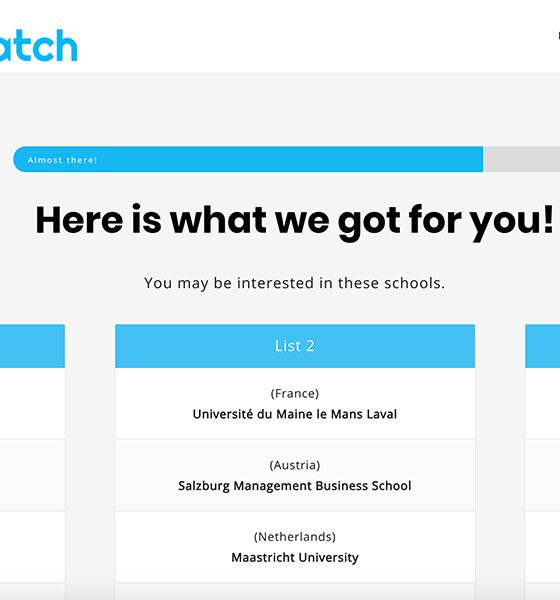 atch
Almost there!
Here is what we got for you!
You may be interested in these schools.
List 2
(France)
Université du Maine le Mans Laval
(Austria)
Salzburg Management Business School
(Netherlands)
Maastricht University